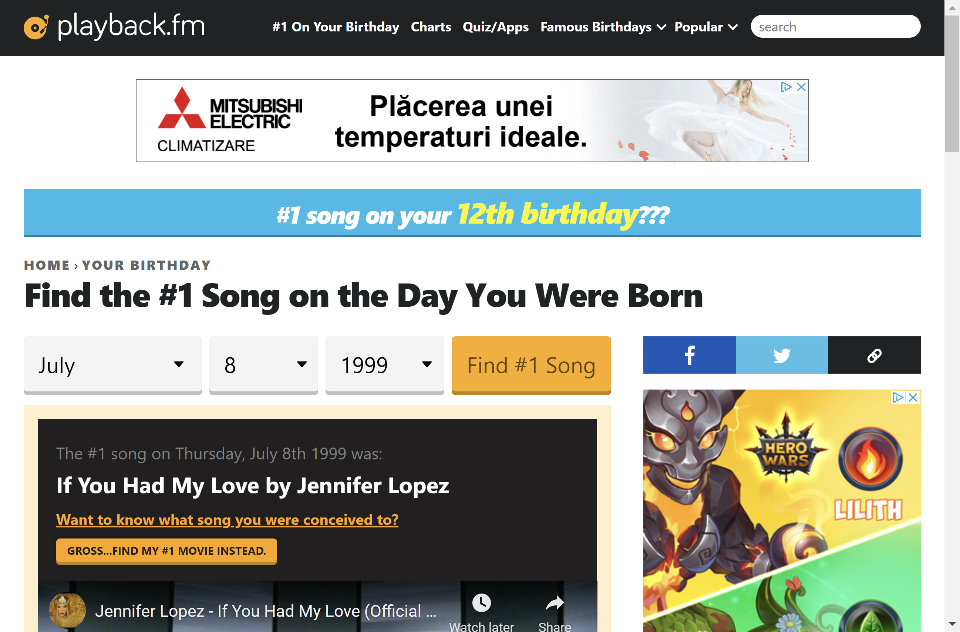 playback.fm
#1 On Your Birthday
Charts
Quiz/Apps
Famous Birthdays
Popular
search
MITSUBISHI
ELECTRIC
CLIMATIZARE
Plăcerea unei
temperaturi ideale.
#1 song on your 12th birthday???
HOME › YOUR BIRTHDAY
Find the #1 Song on the Day You Were Born
July
8
1999
Find #1 Song
The #1 song on Thursday, July 8th 1999 was:
If You Had My Love by Jennifer Lopez
Want to know what song you were conceived to?
GROSS...FIND MY #1 MOVIE INSTEAD.
Jennifer Lopez - If You Had My Love (Official ...
Watch later
Share
HERO
WARS
LILITH